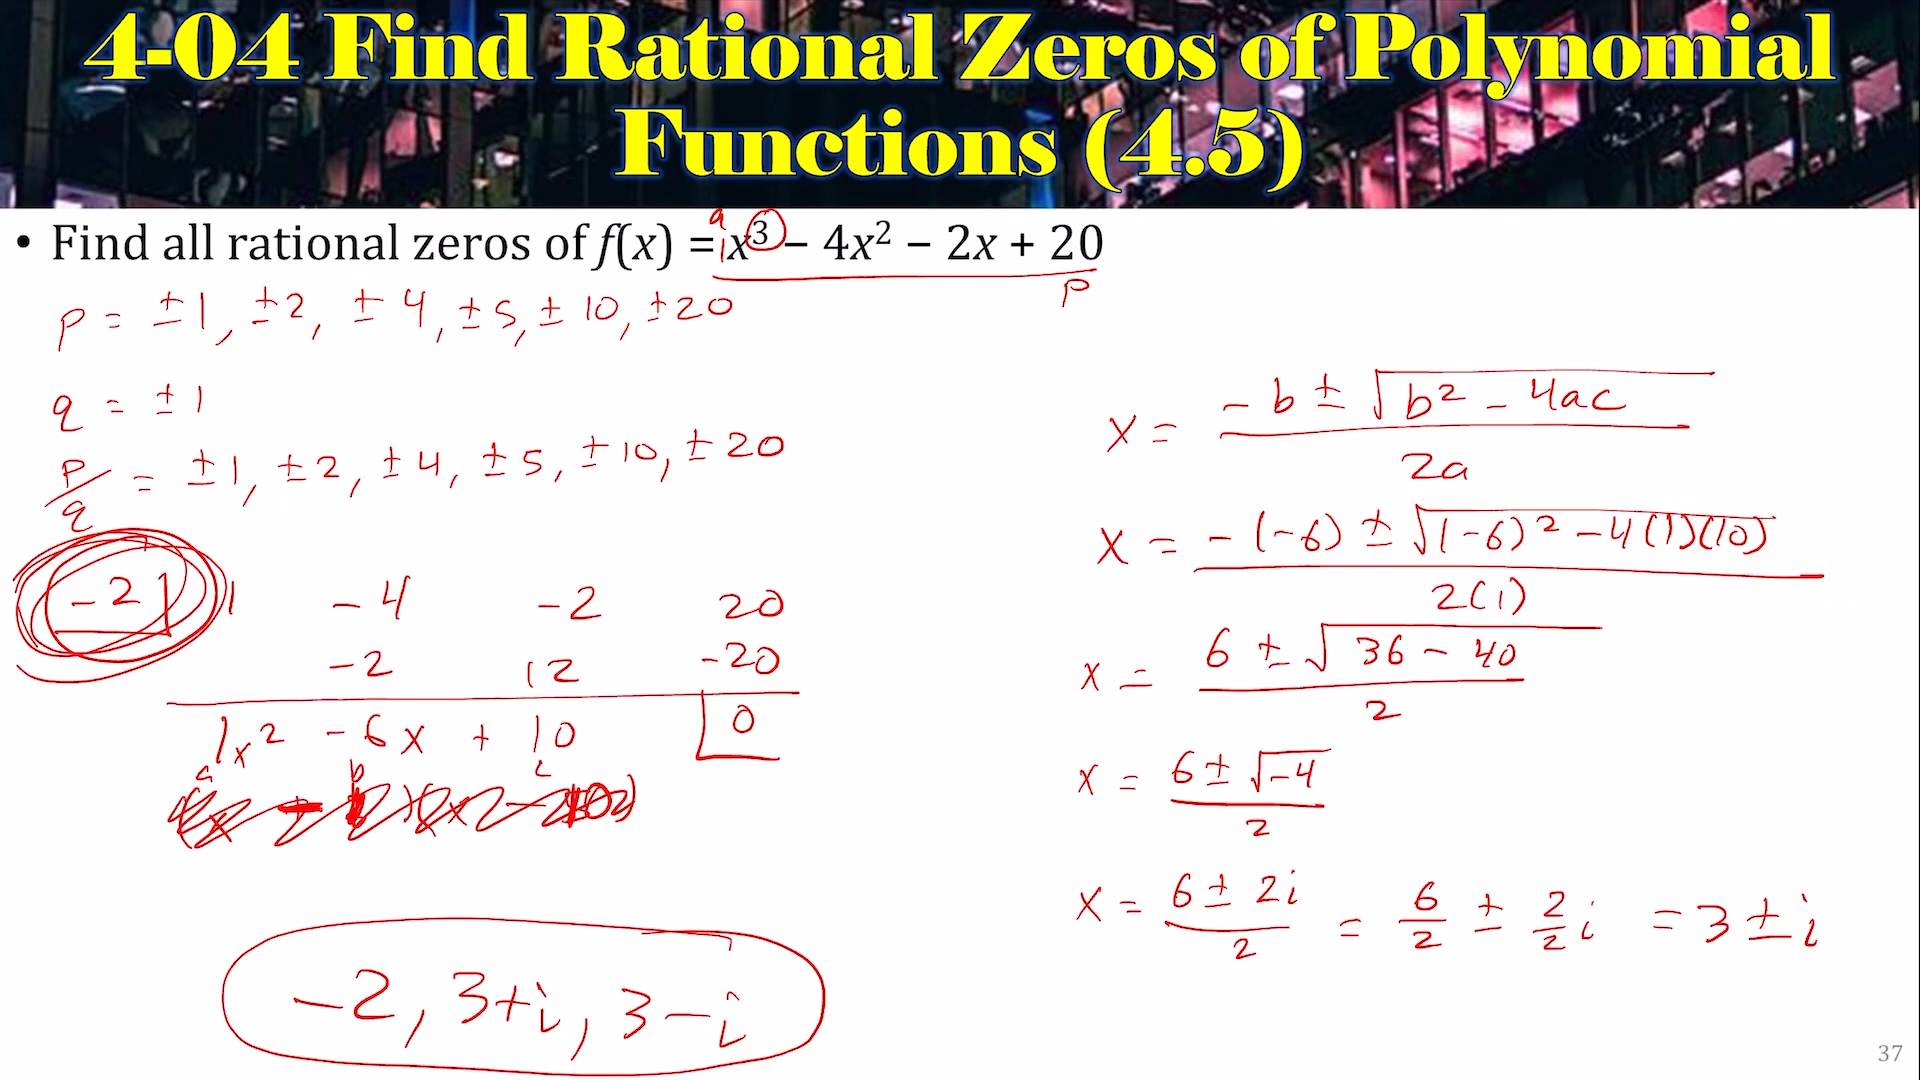 4-04 Find Rational Zeros of Polynomial
Functions (4.5)
• Find all rational zeros of f(x) = x³ − 4x² − 2x + 20
q
1
p
p = ±1, ±2, ±4, ±5, ±10, ±20
q = ±1
p/q = ±1, ±2, ±4, ±5, ±10, ±20
-2 | 1 -4 -2 20
-2 12 -20
1x² - 6x + 10 | 0
a b c
-2, 3+i, 3-i
x = (-b ± √(b² - 4ac)) / 2a
x = (-(-6) ± √((-6)² - 4(1)(10))) / 2(1)
x = (6 ± √(36 - 40)) / 2
x = (6 ± √-4) / 2
x = (6 ± 2i) / 2 = 6/2 ± 2/2 i = 3 ± i
37